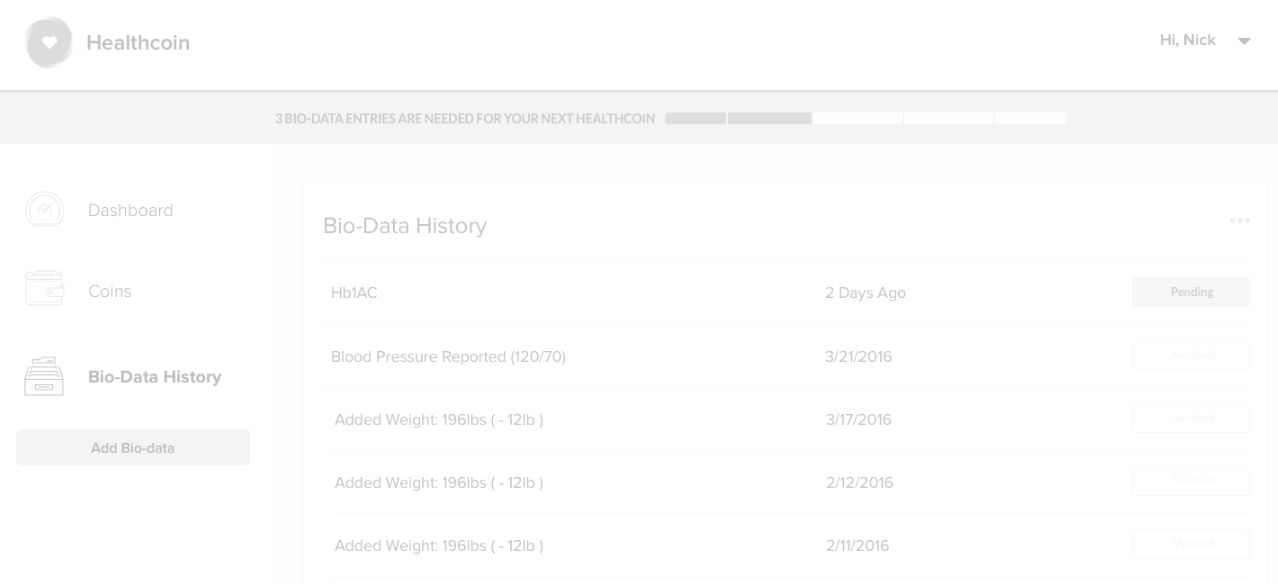 Healthcoin
Hi, Nick
3 BIO-DATA ENTRIES ARE NEEDED FOR YOUR NEXT HEALTHCOIN
Dashboard
Coins
Bio-Data History
Add Bio-data
Bio-Data History
Hb1AC 2 Days Ago Pending
Blood Pressure Reported (120/70) 3/21/2016 Verified
Added Weight: 196lbs ( - 12lb ) 3/17/2016 Verified
Added Weight: 196lbs ( - 12lb ) 2/12/2016 Verified
Added Weight: 196lbs ( - 12lb ) 2/11/2016 Verified